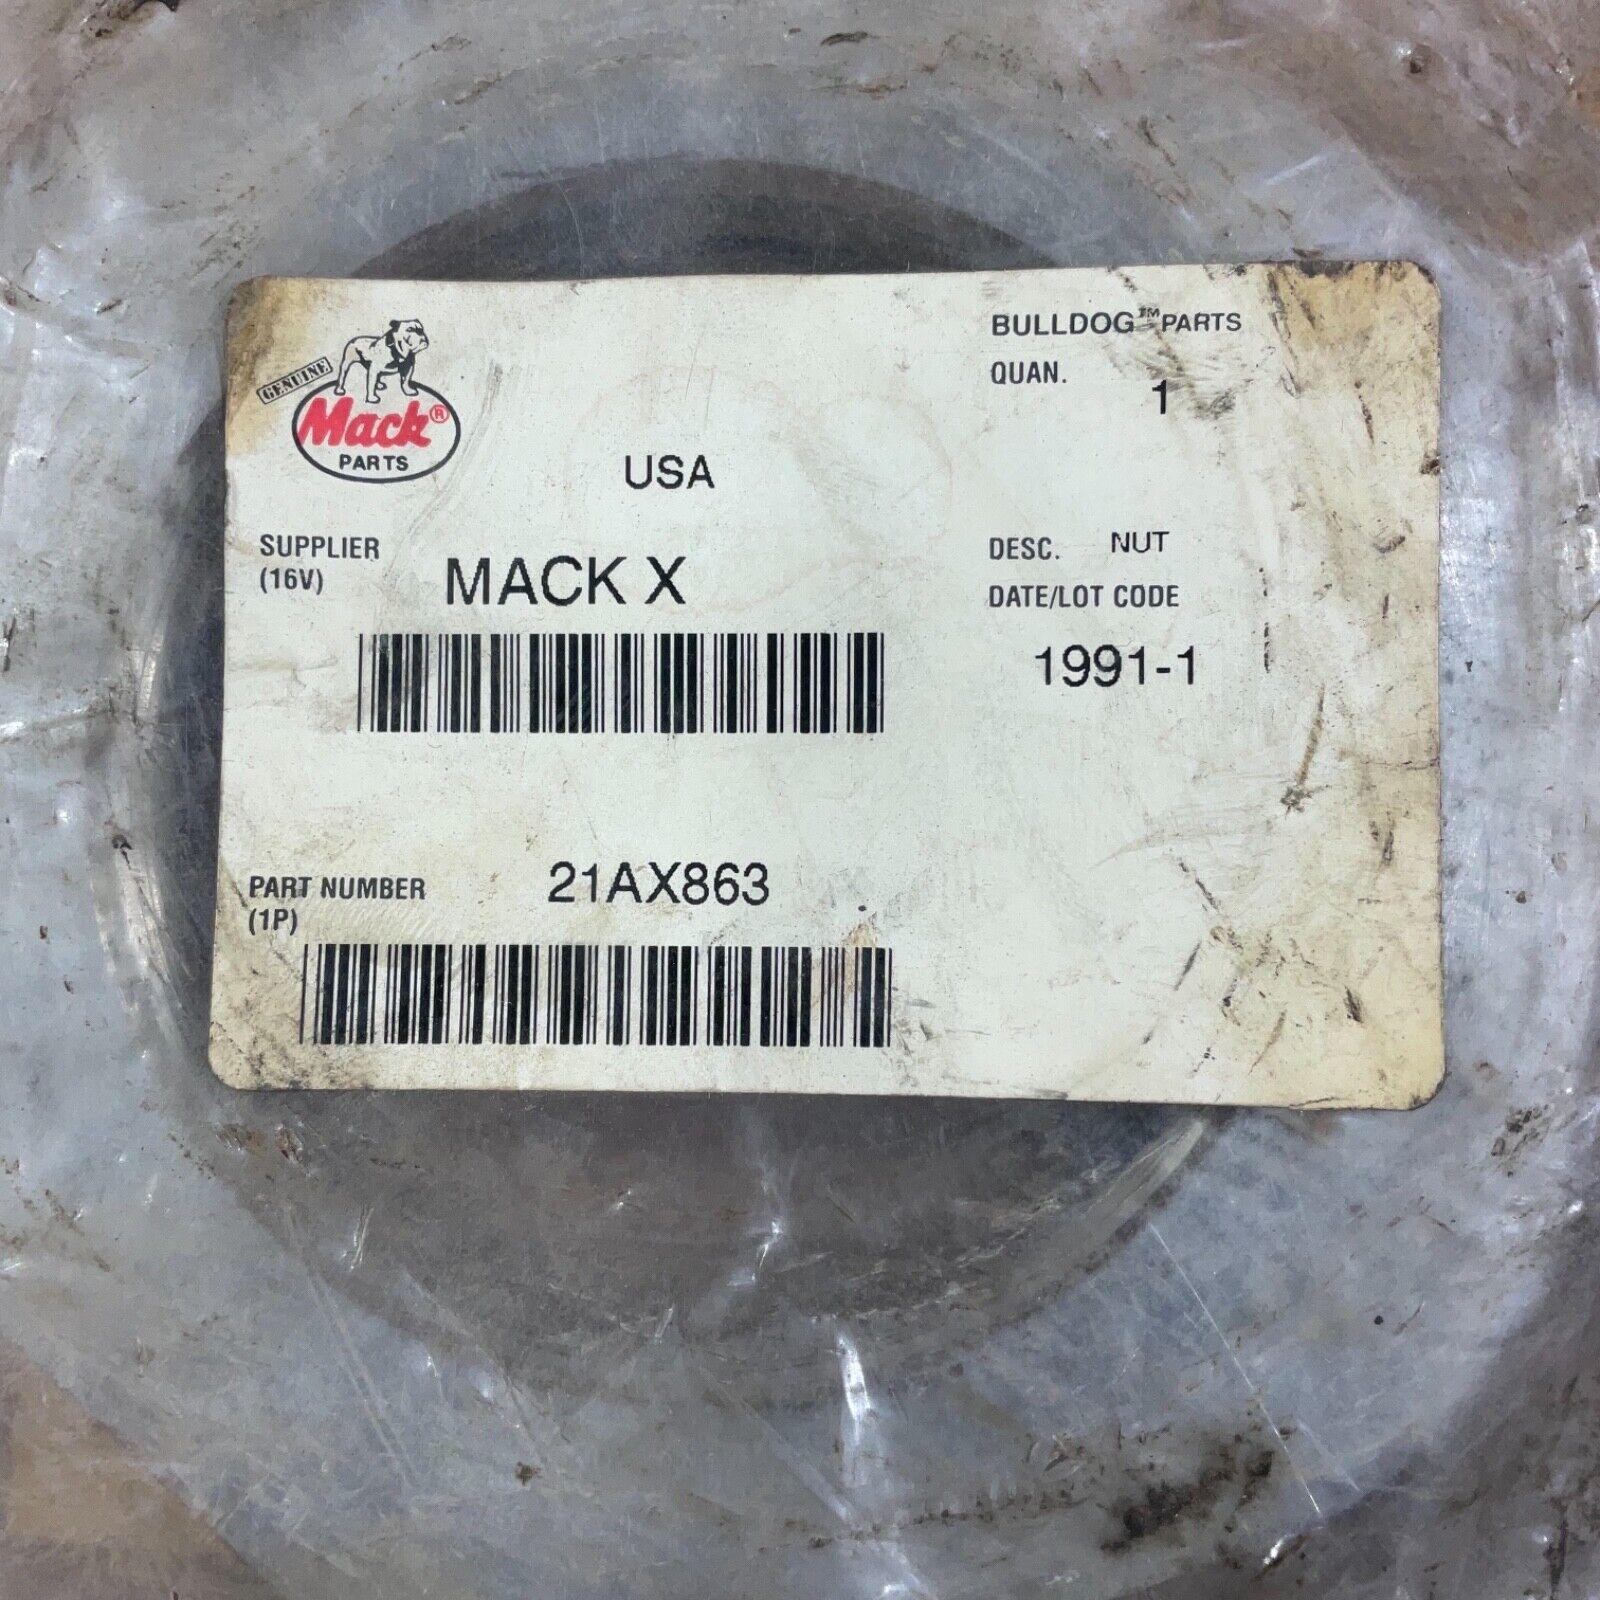 GENUINE
Mack®
PARTS
BULLDOG™ PARTS
QUAN. 1
USA
SUPPLIER
(16V)
MACK X
DESC. NUT
DATE/LOT CODE
1991-1
PART NUMBER
(1P)
21AX863